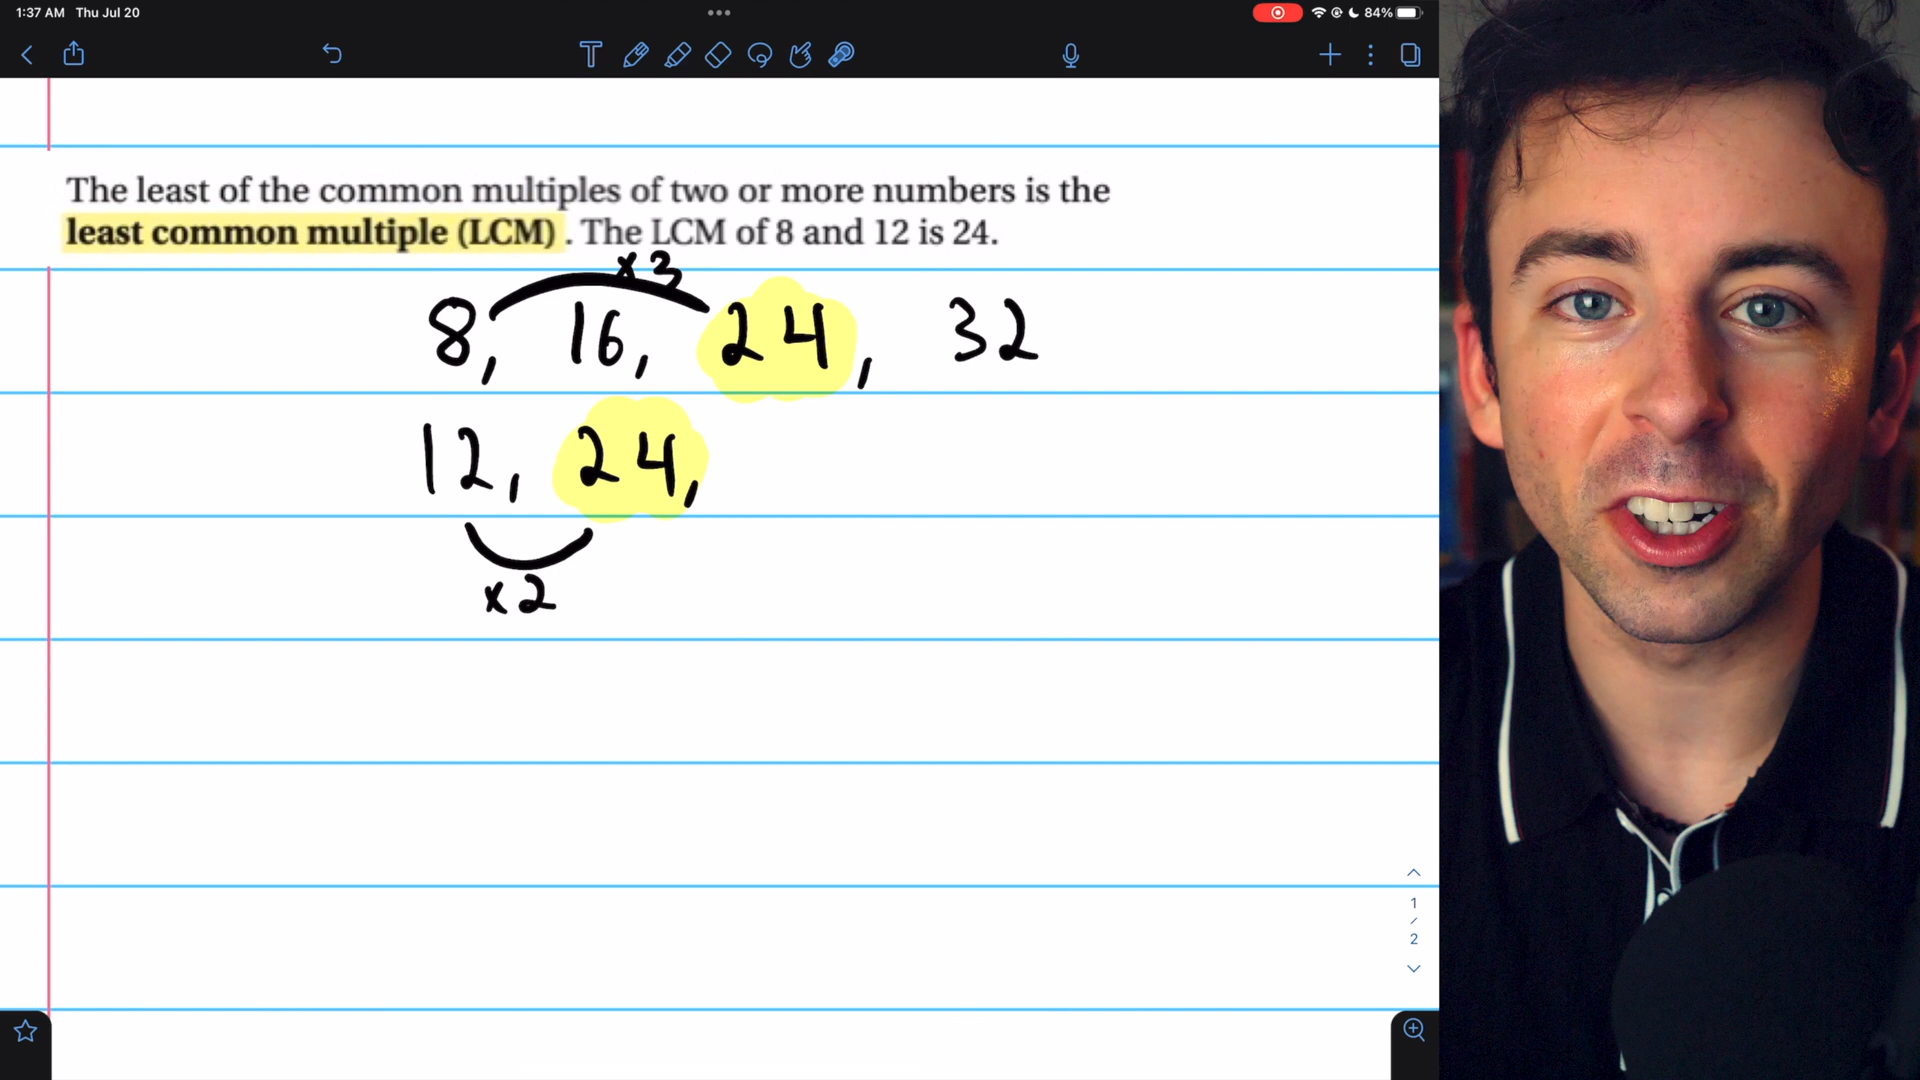 1:37 AM Thu Jul 20
84%
The least of the common multiples of two or more numbers is the
least common multiple (LCM) . The LCM of 8 and 12 is 24.
x3
8, 16, 24, 32
12, 24,
x2
1
/
2